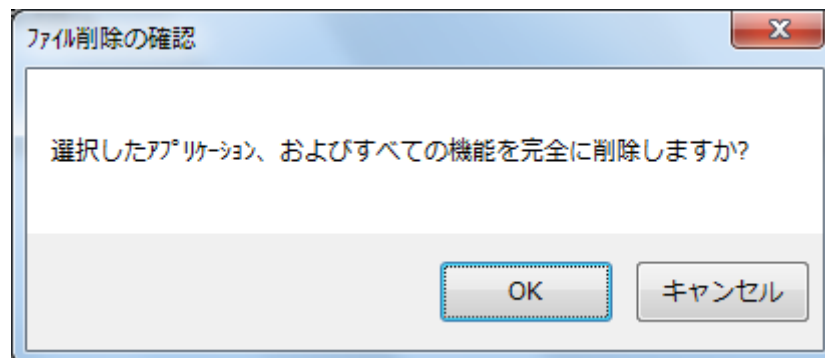 ﾌｧｲﾙ削除の確認
選択したｱﾌﾟﾘｹｰｼｮﾝ、およびすべての機能を完全に削除しますか?
OK
キャンセル